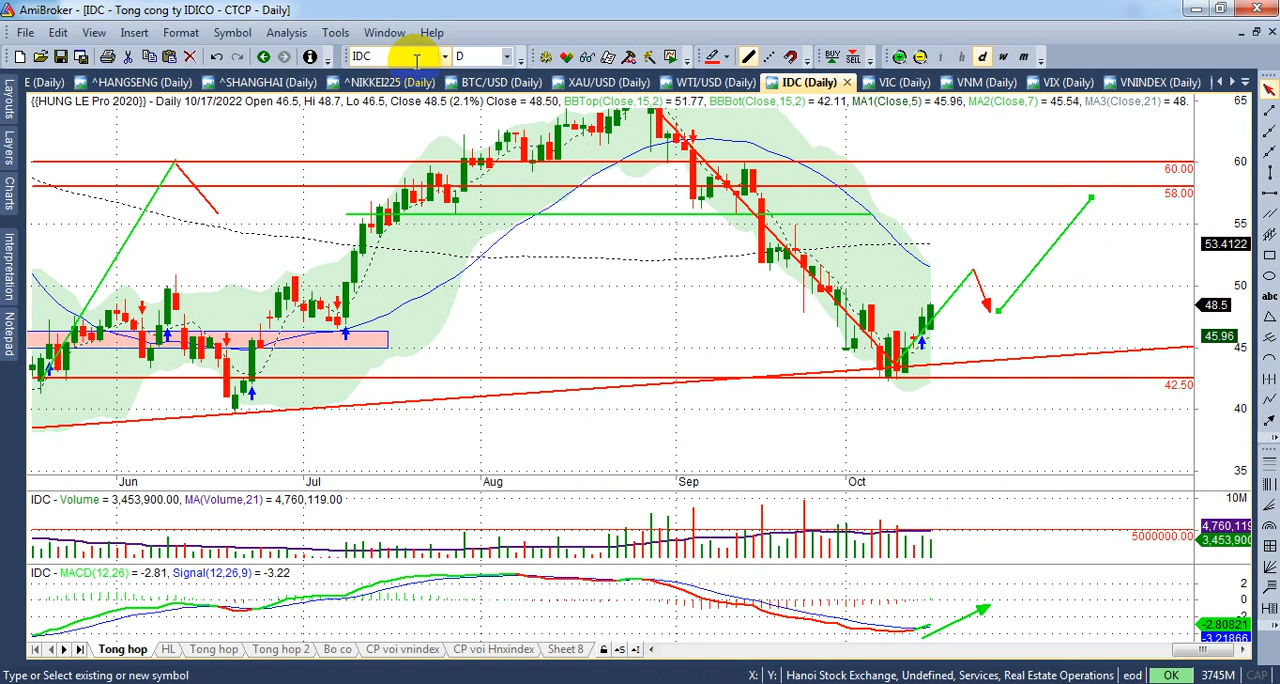 AmiBroker - [IDC - Tong cong ty IDICO - CTCP - Daily]
File Edit View Insert Format Symbol Analysis Tools Window Help
IDC D BUY SELL i h d w m
E (Daily) ^HANGSENG (Daily) ^SHANGHAI (Daily) ^NIKKEI225 (Daily) BTC/USD (Daily) XAU/USD (Daily) WTI/USD (Daily) IDC (Daily) VIC (Daily) VNM (Daily) VIX (Daily) VNINDEX (Daily)
Layouts
Layers
Charts
Interpretation
Notepad
{{HUNG LE Pro 2020}} - Daily 10/17/2022 Open 46.5, Hi 48.7, Lo 46.5, Close 48.5 (2.1%) Close = 48.50, BBTop(Close,15,2) = 51.77, BBBot(Close,15,2) = 42.11, MA1(Close,5) = 45.96, MA2(Close,7) = 45.54, MA3(Close,21) = 48.
65
60
60.00
58.00
55
53.4122
50
48.5
45.96
45
42.50
40
35
abc
Jun Jul Aug Sep Oct
IDC - Volume = 3,453,900.00, MA(Volume,21) = 4,760,119.00
10M
4,760,119
5000000.00
3,453,900
IDC - MACD(12,26) = -2.81, Signal(12,26,9) = -3.22
2
0
-2.80821
-3.21866
Tong hop HL Tong hop Tong hop 2 Bo co CP voi vnindex CP voi Hnxindex Sheet 8
Type or Select existing or new symbol X: Y: Hanoi Stock Exchange, Undefined, Services, Real Estate Operations eod OK 3745M CAP